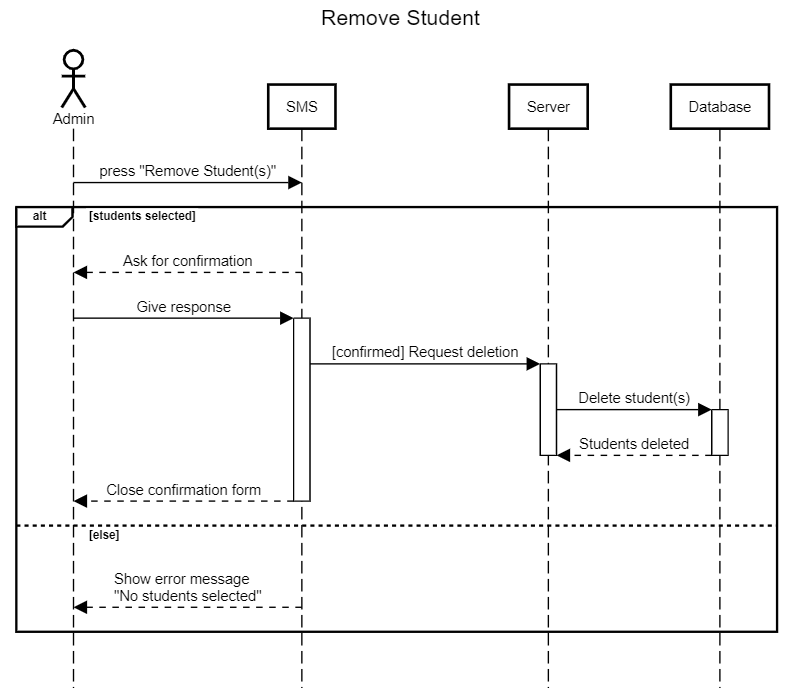 Remove Student
Admin
SMS
Server
Database
press "Remove Student(s)"
alt
[students selected]
Ask for confirmation
Give response
[confirmed] Request deletion
Delete student(s)
Students deleted
Close confirmation form
[else]
Show error message
"No students selected"